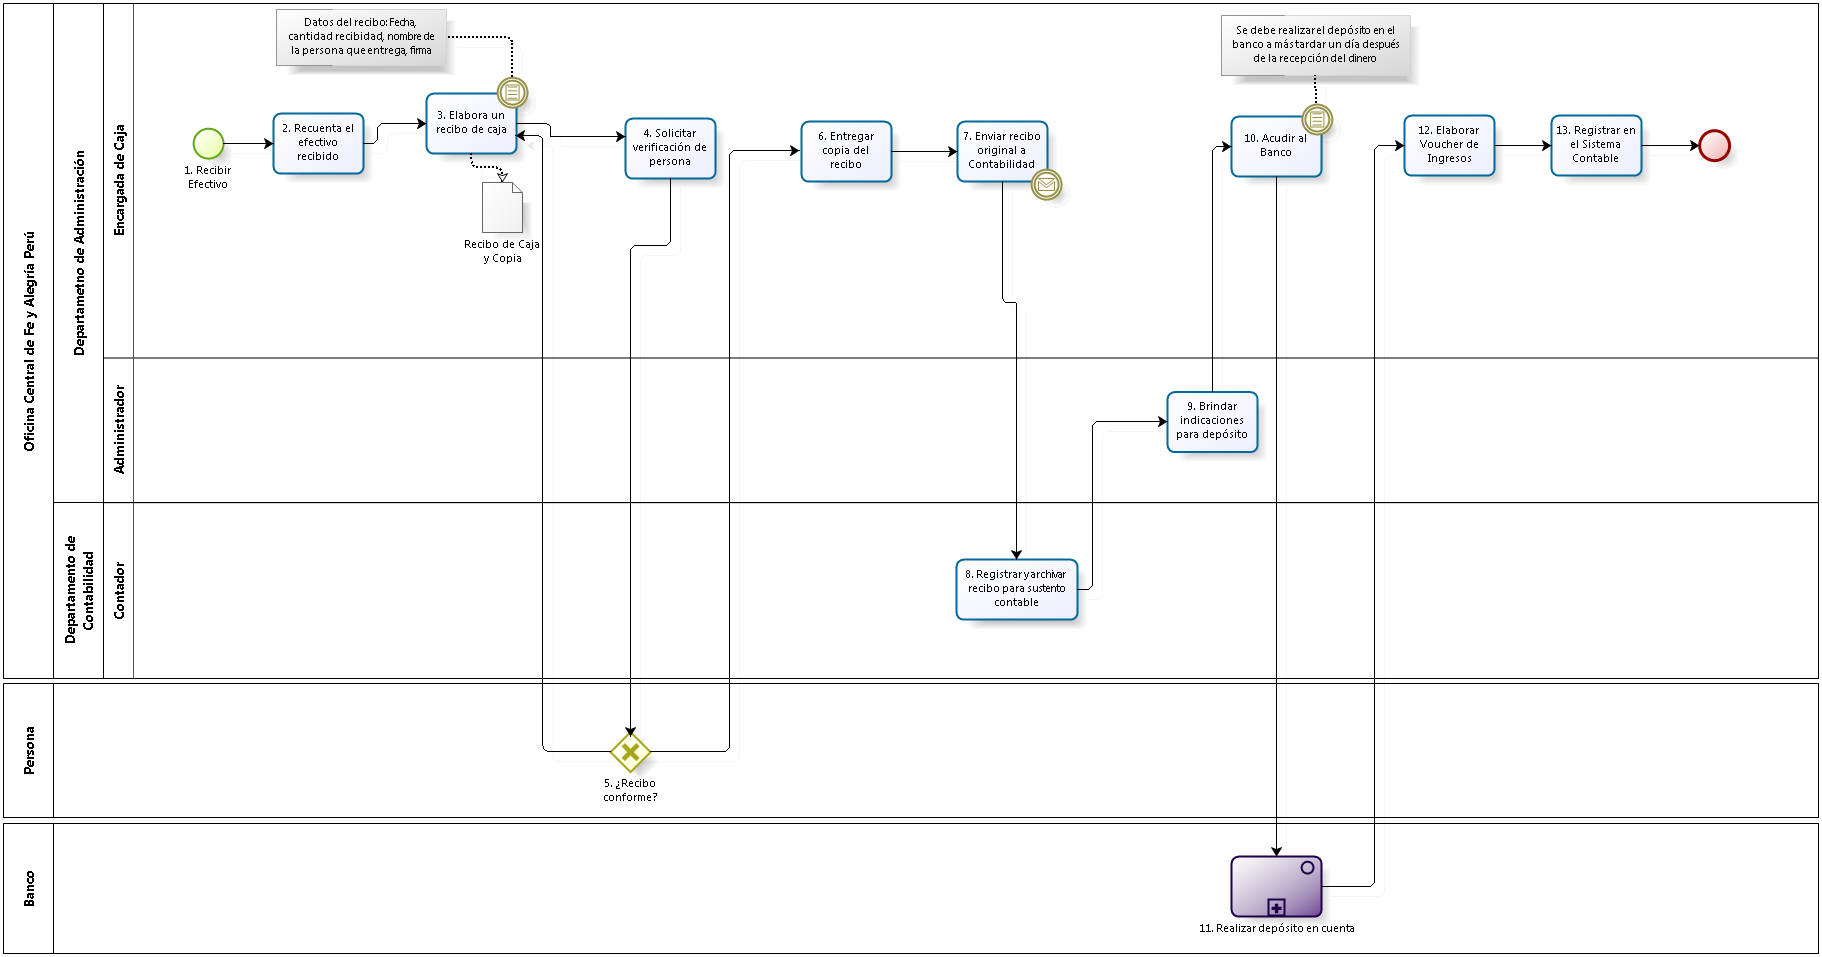 Oficina Central de Fe y Alegría Perú
Departametno de Administración
Encargada de Caja
Datos del recibo: Fecha,
cantidad recibidad, nombre de
la persona que entrega, firma
1. Recibir
Efectivo
2. Recuenta el
efectivo
recibido
3. Elabora un
recibo de caja
Recibo de Caja
y Copia
4. Solicitar
verificación de
persona
6. Entregar
copia del
recibo
7. Enviar recibo
original a
Contabilidad
Se debe realizar el depósito en el
banco a más tardar un día después
de la recepción del dinero
10. Acudir al
Banco
12. Elaborar
Voucher de
Ingresos
13. Registrar en
el Sistema
Contable
Administrador
9. Brindar
indicaciones
para depósito
Departamento de
Contabilidad
Contador
8. Registrar y archivar
recibo para sustento
contable
Persona
5. ¿Recibo
conforme?
Banco
11. Realizar depósito en cuenta